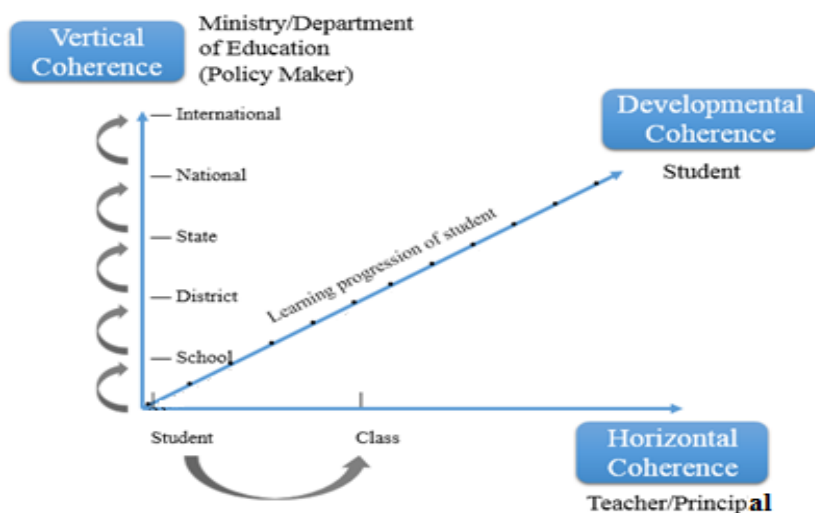 Vertical
Coherence
Ministry/Department
of Education
(Policy Maker)
— International
— National
— State
— District
— School
Developmental
Coherence
Student
Learning progression of student
Student
Class
Horizontal
Coherence
Teacher/Principal